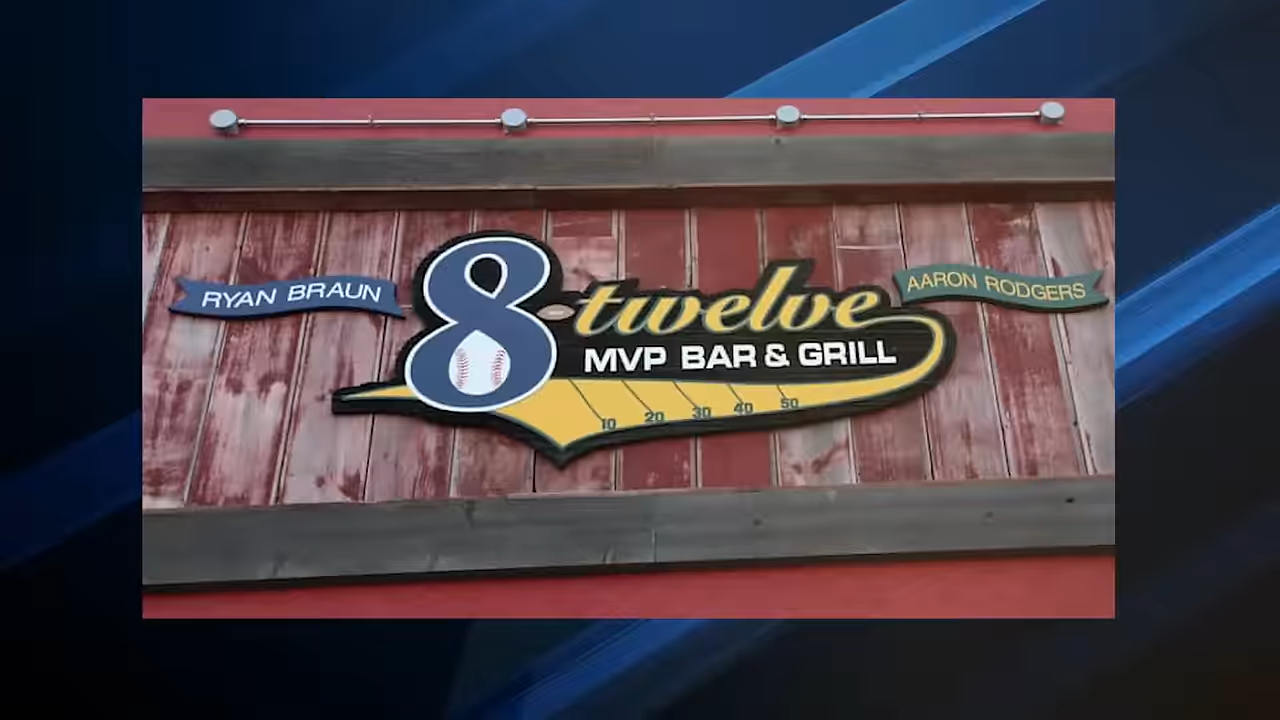 RYAN BRAUN
8-twelve
AARON RODGERS
MVP BAR & GRILL
10 20 30 40 50